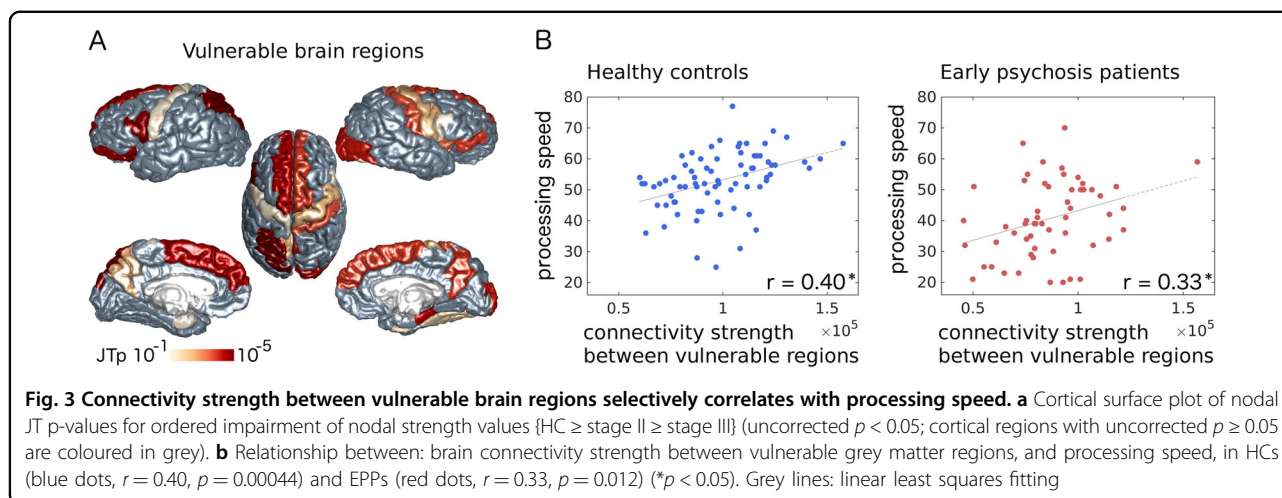 A
Vulnerable brain regions
JTp 10-1 10-5
B
Healthy controls
processing speed
80
70
60
50
40
30
20
0.5 1 1.5
×10^5
r = 0.40*
connectivity strength
between vulnerable regions
Early psychosis patients
processing speed
80
70
60
50
40
30
20
0.5 1 1.5
×10^5
r = 0.33*
connectivity strength
between vulnerable regions
Fig. 3 Connectivity strength between vulnerable brain regions selectively correlates with processing speed. a Cortical surface plot of nodal
JT p-values for ordered impairment of nodal strength values {HC ≥ stage II ≥ stage III} (uncorrected p < 0.05; cortical regions with uncorrected p ≥ 0.05
are coloured in grey). b Relationship between: brain connectivity strength between vulnerable grey matter regions, and processing speed, in HCs
(blue dots, r = 0.40, p = 0.00044) and EPPs (red dots, r = 0.33, p = 0.012) (*p < 0.05). Grey lines: linear least squares fitting